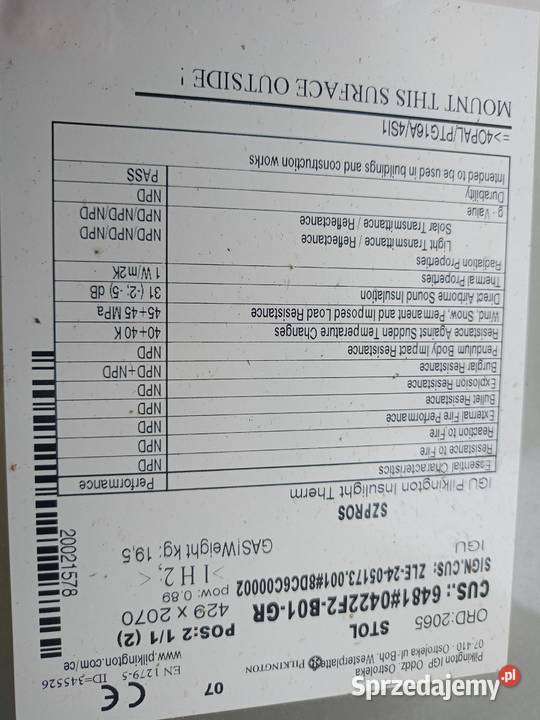 07
CE
EN 1279-5 ID=345526
www.pilkington.com/ce
Pilkington IGP Oddz. Ostroleka
07-410 - Ostroleka ul. Boh. Westerplatte
PILKINGTON
ORD:2065 STOL POS:2 1/1 (2)
CUS.: 6481#0422F2-B01-GR 429 x 2070
SIGN.CUS: ZLE-24-05173.001#8DC6C00002 pow: 0.89
>1H2;<
IGU GAS|Weight kg: 19.5
SZPROS
20021578
IGU Pilkington Insulight Therm
Essential Characteristics Performance
Resistance to Fire NPD
Reaction to Fire NPD
External Fire Performance NPD
Bullet Resistance NPD
Explosion Resistance NPD
Burglar Resistance NPD+NPD
Pendulum Body Impact Resistance NPD
Resistance Against Sudden Temperature Changes 40+40 K
Wind, Snow, Permanent and Imposed Load Resistance 45+45 MPa
Direct Airborne Sound Insulation 31 (-2, -5) dB
Thermal Properties 1 W/m2K
Radiation Properties
Light Transmittance / Reflectance NPD/NPD/NPD
Solar Transmittance / Reflectance NPD/NPD/NPD
g - Value NPD
Durability PASS
Intended to be used in buildings and construction works
=>4OPAL/PTG16A/4SI1
MOUNT THIS SURFACE OUTSIDE !
Sprzedajemy.pl